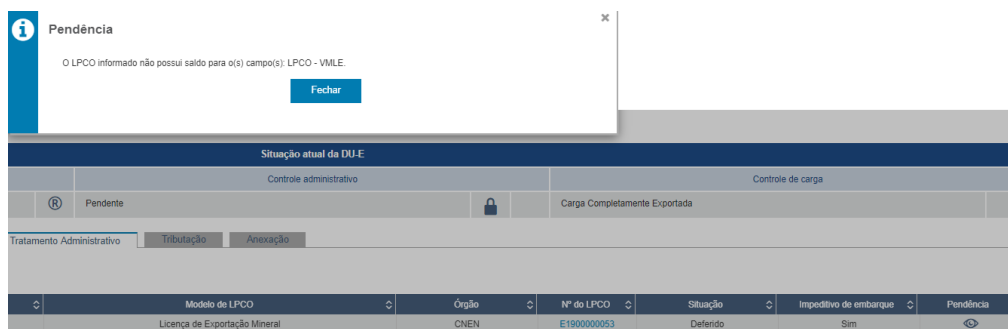 Pendência
O LPCO informado não possui saldo para o(s) campo(s): LPCO - VMLE.
Fechar
Situação atual da DU-E
Controle administrativo Controle de carga
Pendente Carga Completamente Exportada
Tratamento Administrativo Tributação Anexação
Modelo de LPCO Órgão Nº do LPCO Situação Impeditivo de embarque Pendência
Licença de Exportação Mineral CNEN E1900000053 Deferido Sim